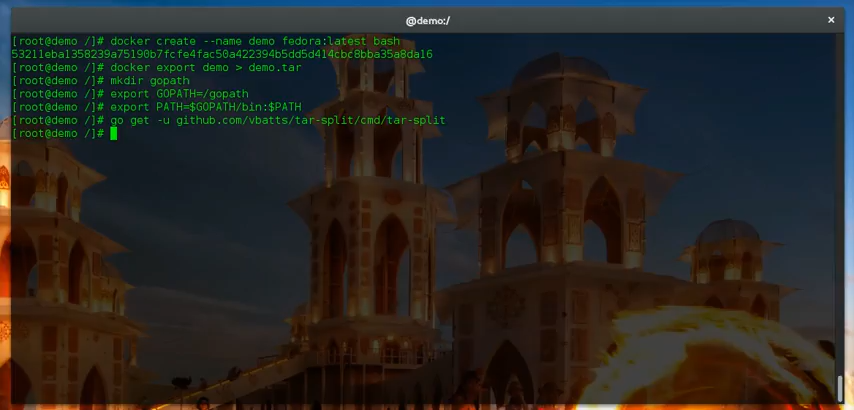 @demo:/
[root@demo /]# docker create --name demo fedora:latest bash
53211eba1358239a75190b7fcfe4fac50a422394b5dd5d414cbc8bba35a8da16
[root@demo /]# docker export demo > demo.tar
[root@demo /]# mkdir gopath
[root@demo /]# export GOPATH=/gopath
[root@demo /]# export PATH=$GOPATH/bin:$PATH
[root@demo /]# go get -u github.com/vbatts/tar-split/cmd/tar-split
[root@demo /]#